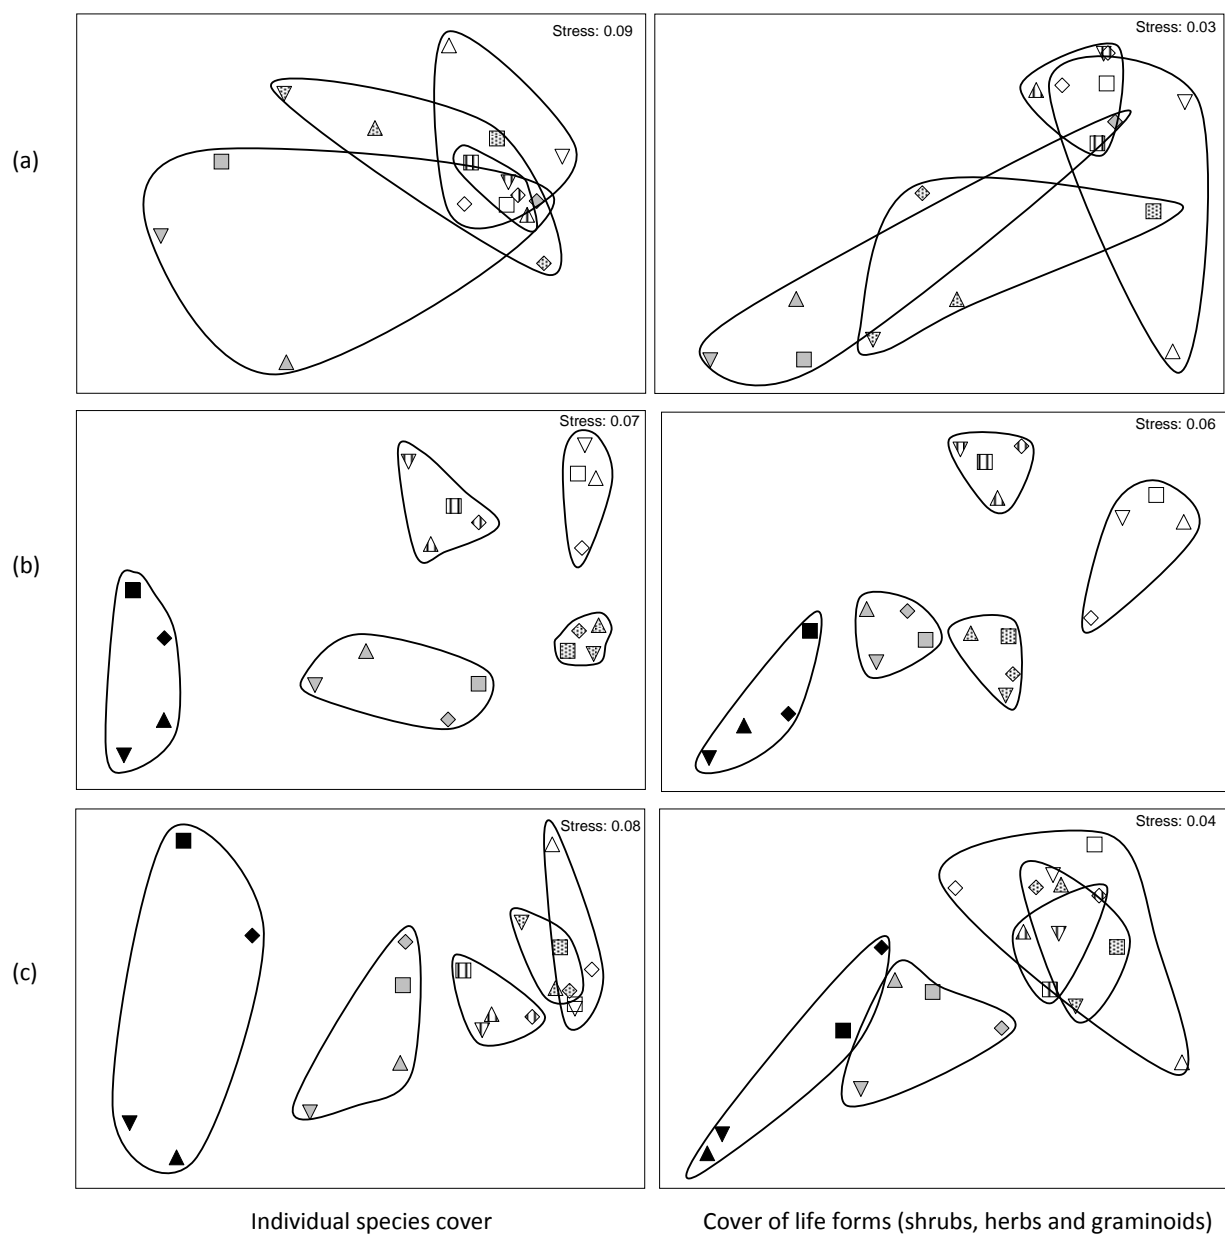 Stress: 0.09
Stress: 0.03
(a)
Stress: 0.07
Stress: 0.06
(b)
Stress: 0.08
Stress: 0.04
(c)
Individual species cover
Cover of life forms (shrubs, herbs and graminoids)